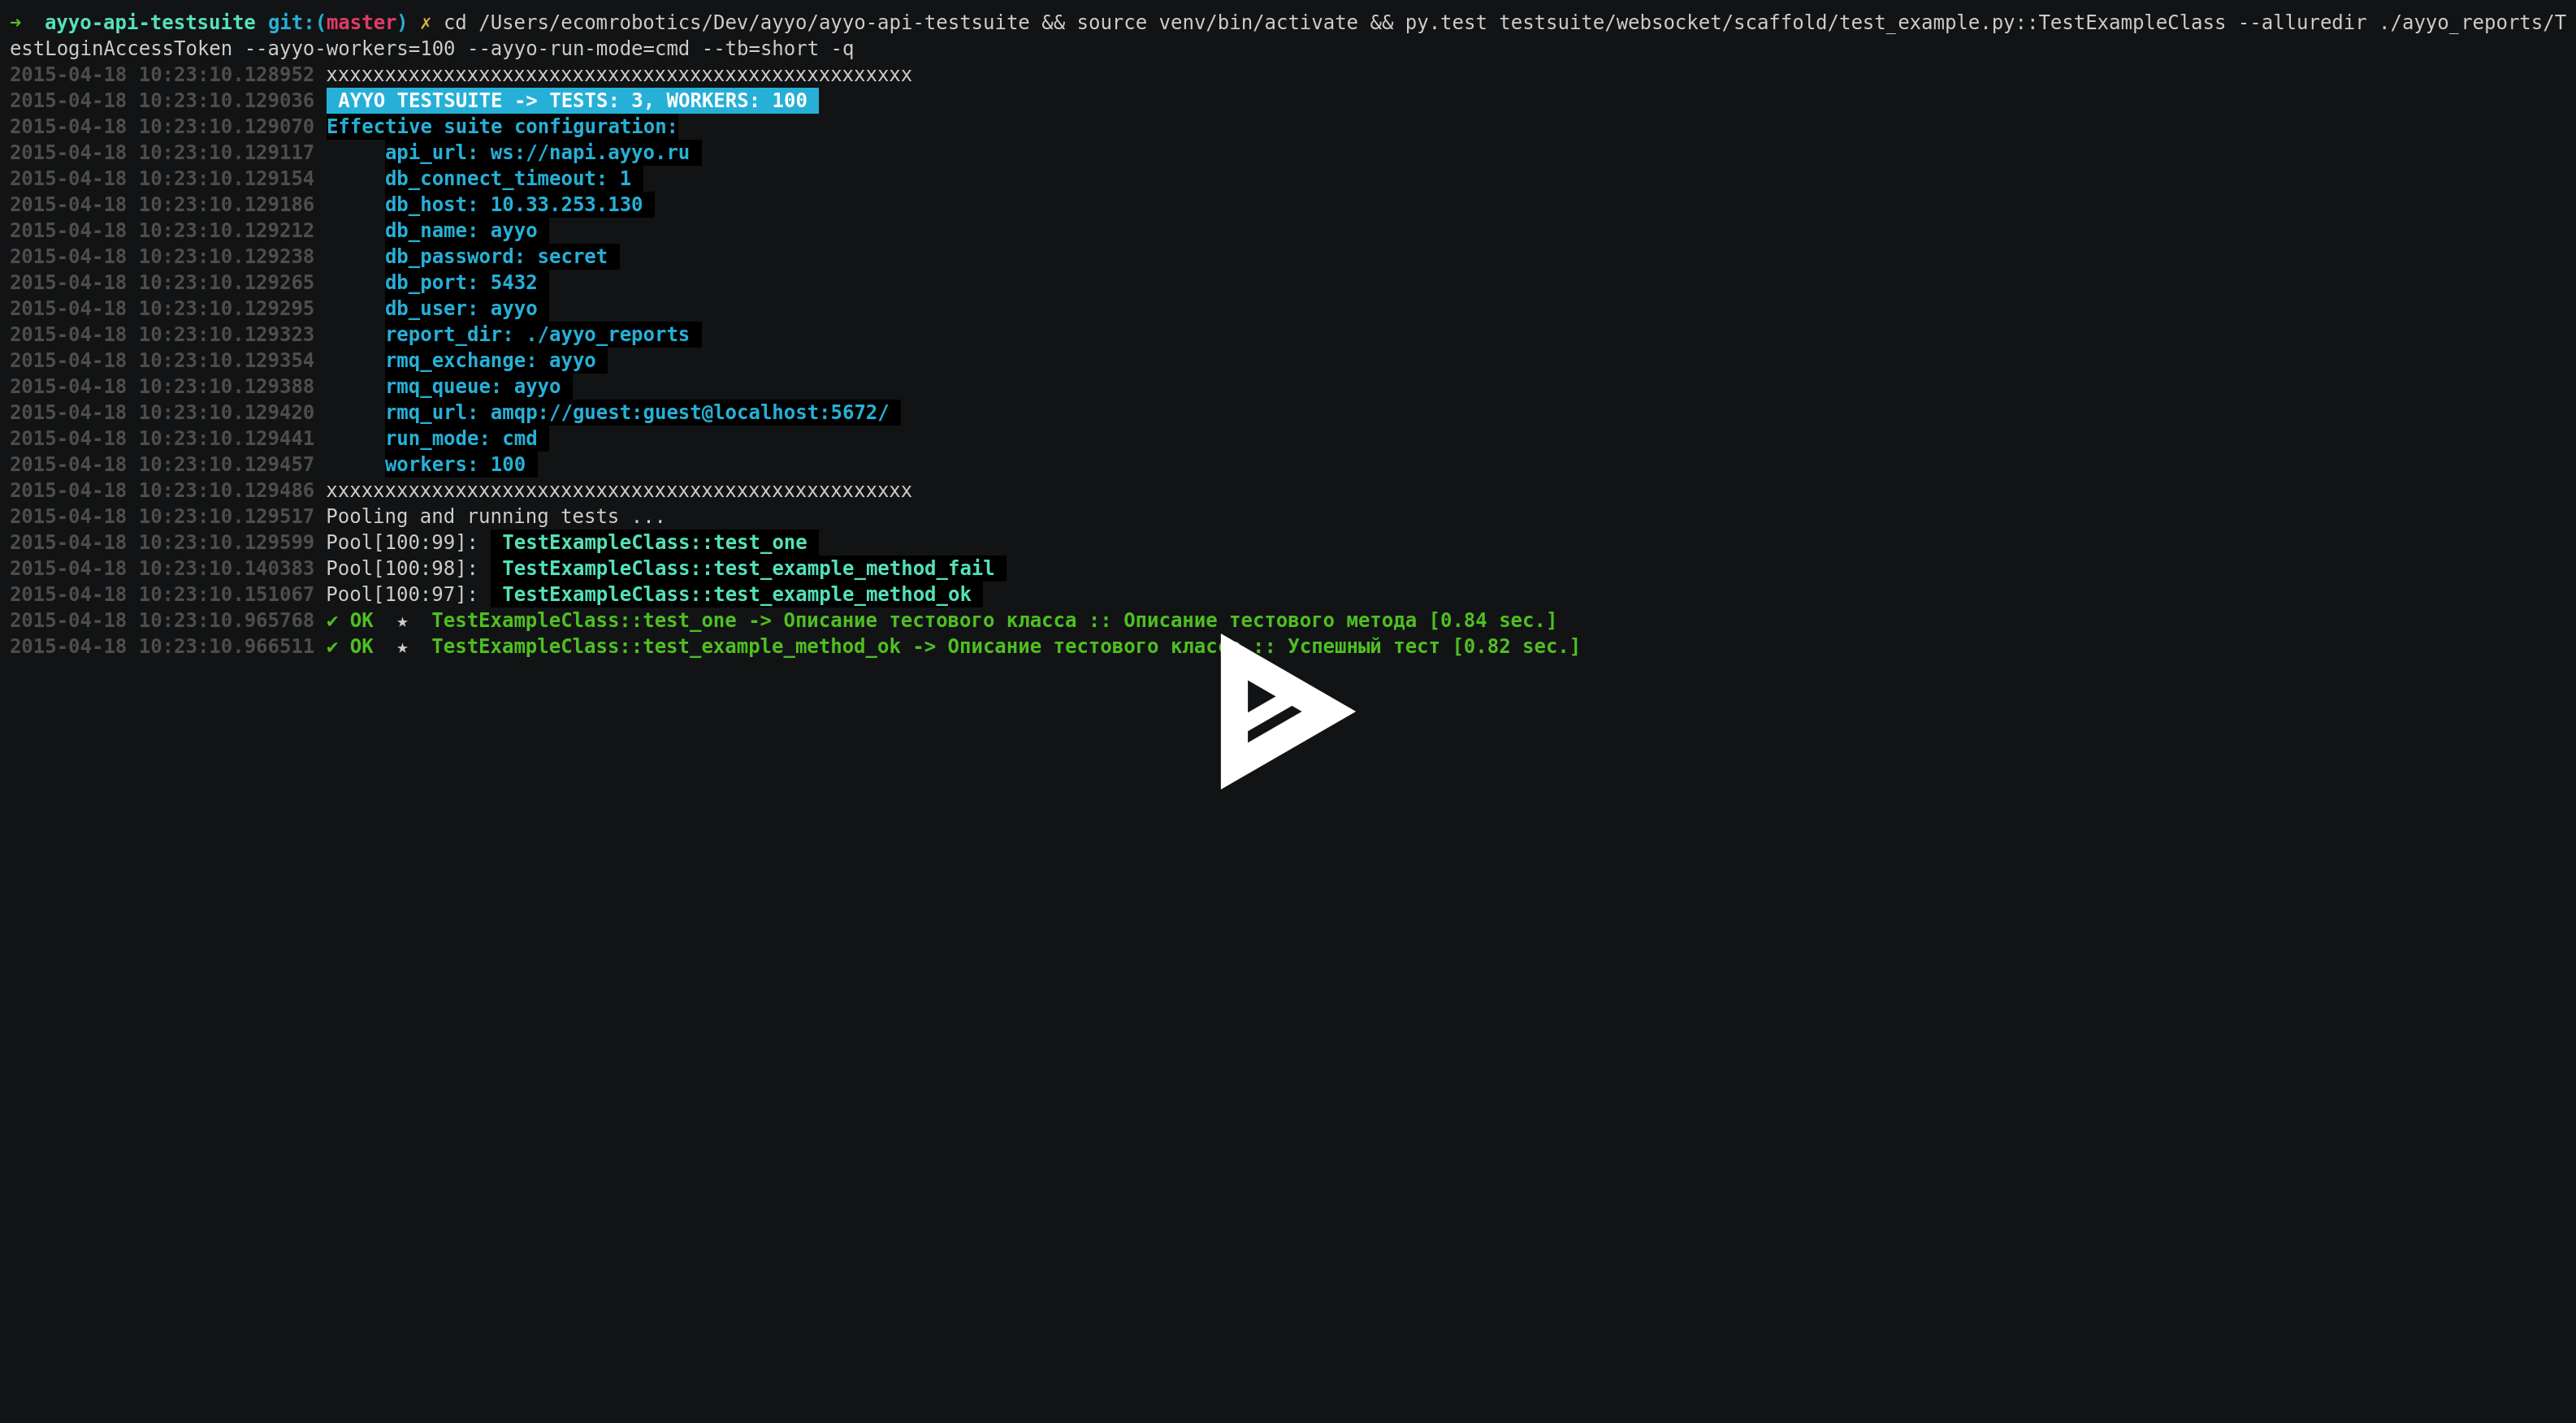 ➜  ayyo-api-testsuite git:(master) ✗ cd /Users/ecomrobotics/Dev/ayyo/ayyo-api-testsuite && source venv/bin/activate && py.test testsuite/websocket/scaffold/test_example.py::TestExampleClass --alluredir ./ayyo_reports/T
estLoginAccessToken --ayyo-workers=100 --ayyo-run-mode=cmd --tb=short -q
2015-04-18 10:23:10.128952 xxxxxxxxxxxxxxxxxxxxxxxxxxxxxxxxxxxxxxxxxxxxxxxxxx
2015-04-18 10:23:10.129036  AYYO TESTSUITE -> TESTS: 3, WORKERS: 100
2015-04-18 10:23:10.129070 Effective suite configuration:
2015-04-18 10:23:10.129117      api_url: ws://napi.ayyo.ru
2015-04-18 10:23:10.129154      db_connect_timeout: 1
2015-04-18 10:23:10.129186      db_host: 10.33.253.130
2015-04-18 10:23:10.129212      db_name: ayyo
2015-04-18 10:23:10.129238      db_password: secret
2015-04-18 10:23:10.129265      db_port: 5432
2015-04-18 10:23:10.129295      db_user: ayyo
2015-04-18 10:23:10.129323      report_dir: ./ayyo_reports
2015-04-18 10:23:10.129354      rmq_exchange: ayyo
2015-04-18 10:23:10.129388      rmq_queue: ayyo
2015-04-18 10:23:10.129420      rmq_url: amqp://guest:guest@localhost:5672/
2015-04-18 10:23:10.129441      run_mode: cmd
2015-04-18 10:23:10.129457      workers: 100
2015-04-18 10:23:10.129486 xxxxxxxxxxxxxxxxxxxxxxxxxxxxxxxxxxxxxxxxxxxxxxxxxx
2015-04-18 10:23:10.129517 Pooling and running tests ...
2015-04-18 10:23:10.129599 Pool[100:99]:  TestExampleClass::test_one
2015-04-18 10:23:10.140383 Pool[100:98]:  TestExampleClass::test_example_method_fail
2015-04-18 10:23:10.151067 Pool[100:97]:  TestExampleClass::test_example_method_ok
2015-04-18 10:23:10.965768 ✔ OK  ★  TestExampleClass::test_one -> Описание тестового класса :: Описание тестового метода [0.84 sec.]
2015-04-18 10:23:10.966511 ✔ OK  ★  TestExampleClass::test_example_method_ok -> Описание тестового класса :: Успешный тест [0.82 sec.]